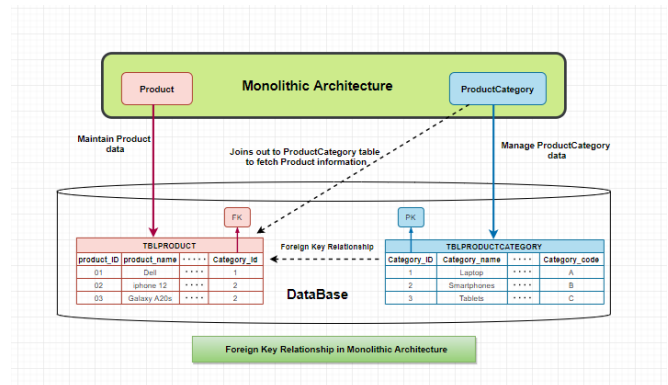 Monolithic Architecture
Product
ProductCategory
Maintain Product
data
Joins out to ProductCategory table
to fetch Product information
Manage ProductCategory
data
FK
PK
TBLPRODUCT
product_ID product_name ····· Category_Id
01 Dell ···· 1
02 iphone 12 ···· 2
03 Galaxy A20s ···· 2
Foreign Key Relationship
TBLPRODUCTCATEGORY
Category_ID Category_name ···· Category_code
1 Laptop ···· A
2 Smartphones ···· B
3 Tablets ···· C
DataBase
Foreign Key Relationship in Monolithic Architecture